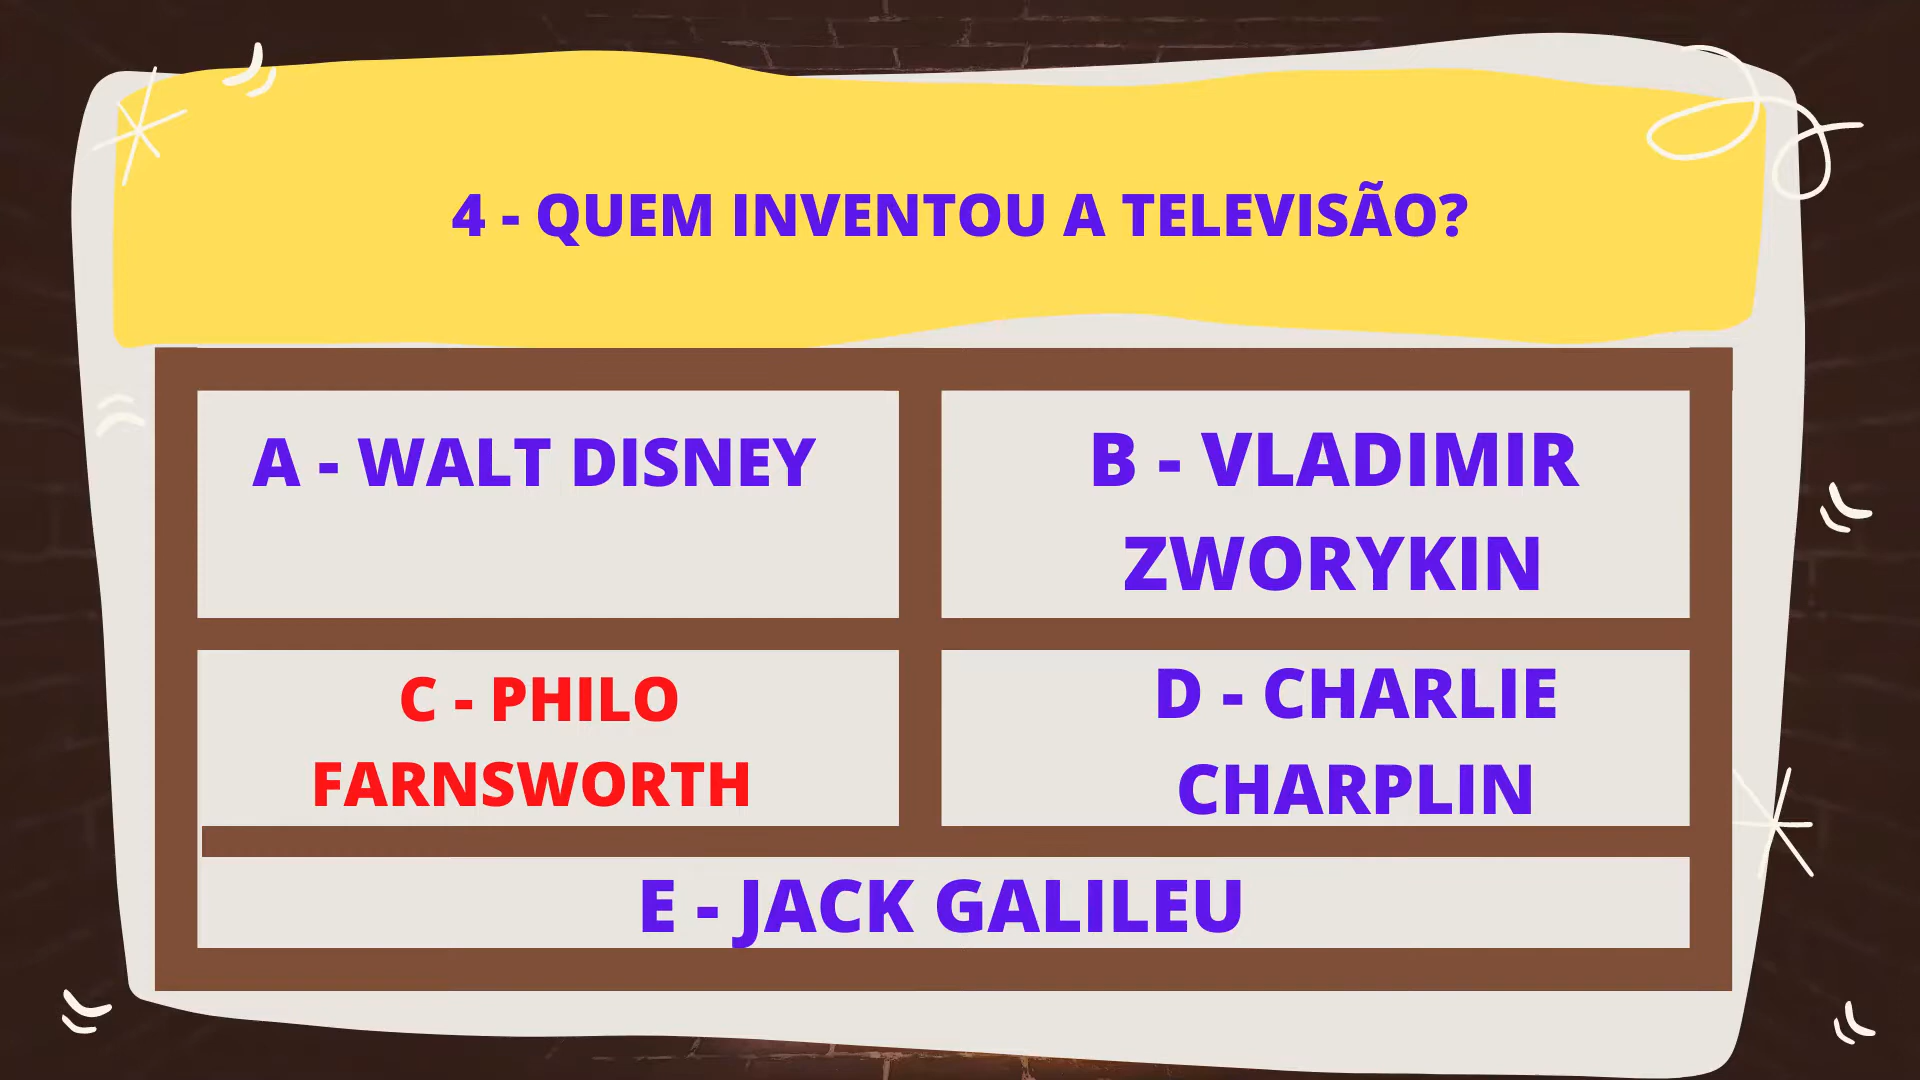 4 - QUEM INVENTOU A TELEVISÃO?
A - WALT DISNEY
B - VLADIMIR
ZWORYKIN
C - PHILO
FARNSWORTH
D - CHARLIE
CHARPLIN
E - JACK GALILEU